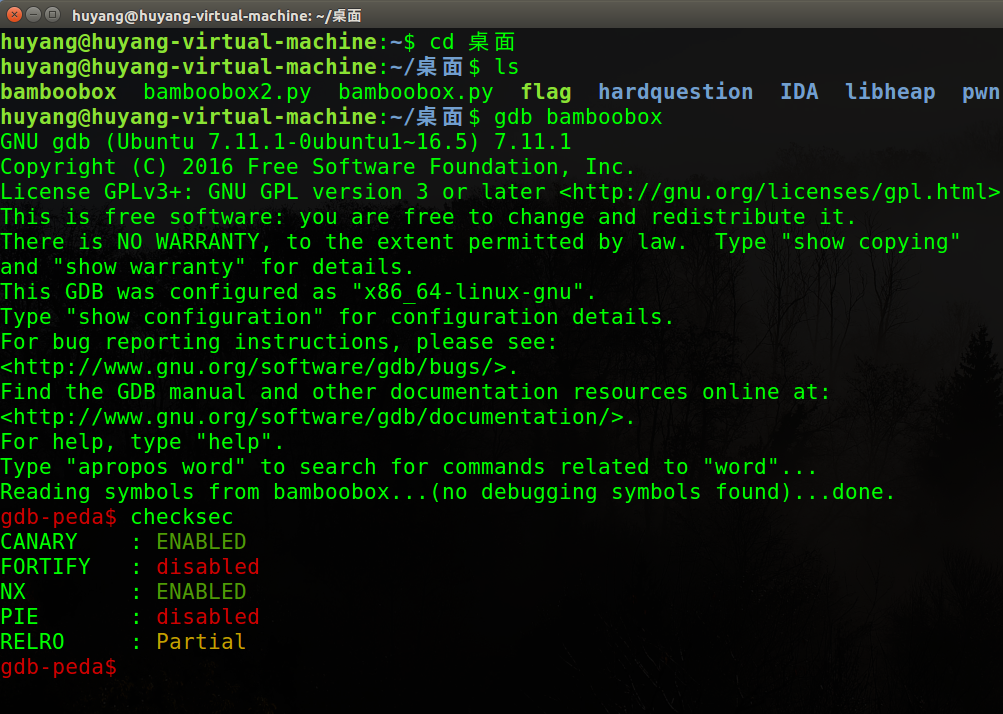 huyang@huyang-virtual-machine: ~/桌面
huyang@huyang-virtual-machine:~$ cd 桌面
huyang@huyang-virtual-machine:~/桌面$ ls
bamboobox  bamboobox2.py  bamboobox.py  flag  hardquestion  IDA  libheap  pwn
huyang@huyang-virtual-machine:~/桌面$ gdb bamboobox
GNU gdb (Ubuntu 7.11.1-0ubuntu1~16.5) 7.11.1
Copyright (C) 2016 Free Software Foundation, Inc.
License GPLv3+: GNU GPL version 3 or later <http://gnu.org/licenses/gpl.html>
This is free software: you are free to change and redistribute it.
There is NO WARRANTY, to the extent permitted by law.  Type "show copying"
and "show warranty" for details.
This GDB was configured as "x86_64-linux-gnu".
Type "show configuration" for configuration details.
For bug reporting instructions, please see:
<http://www.gnu.org/software/gdb/bugs/>.
Find the GDB manual and other documentation resources online at:
<http://www.gnu.org/software/gdb/documentation/>.
For help, type "help".
Type "apropos word" to search for commands related to "word"...
Reading symbols from bamboobox...(no debugging symbols found)...done.
gdb-peda$ checksec
CANARY    : ENABLED
FORTIFY   : disabled
NX        : ENABLED
PIE       : disabled
RELRO     : Partial
gdb-peda$